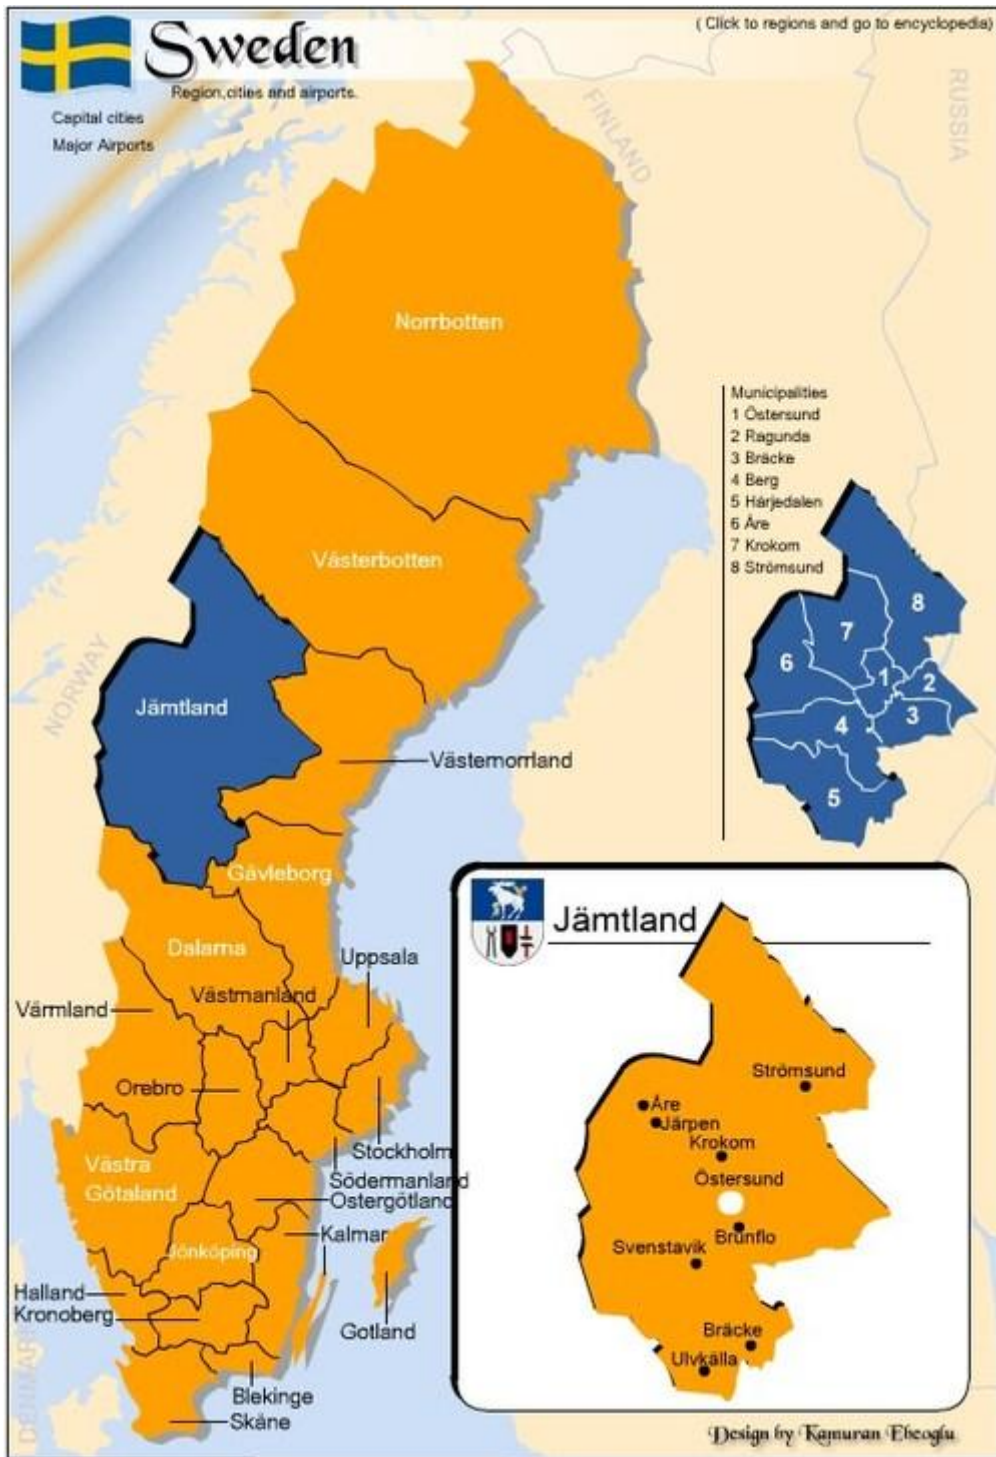 Sweden
( Click to regions and go to encyclopedia)
Region,cities and airports.
Capital cities
Major Airports
FINLAND
RUSSIA
NORWAY
DENMAR
Norrbotten
Västerbotten
Jämtland
Västernorrland
Gävleborg
Dalarna
Uppsala
Västmanland
Värmland
Orebro
Stockholm
Västra
Götaland
Södermanland
Ostergötland
Kalmar
Jönköping
Halland
Kronoberg
Gotland
Blekinge
Skåne
Municipalities
1 Östersund
2 Ragunda
3 Bräcke
4 Berg
5 Härjedalen
6 Åre
7 Krokom
8 Strömsund
8
7
6
1
2
3
4
5
Jämtland
Strömsund
Åre
Järpen
Krokom
Östersund
Brunflo
Svenstavik
Bräcke
Ulvkälla
Design by Kamuran Ebeoglu